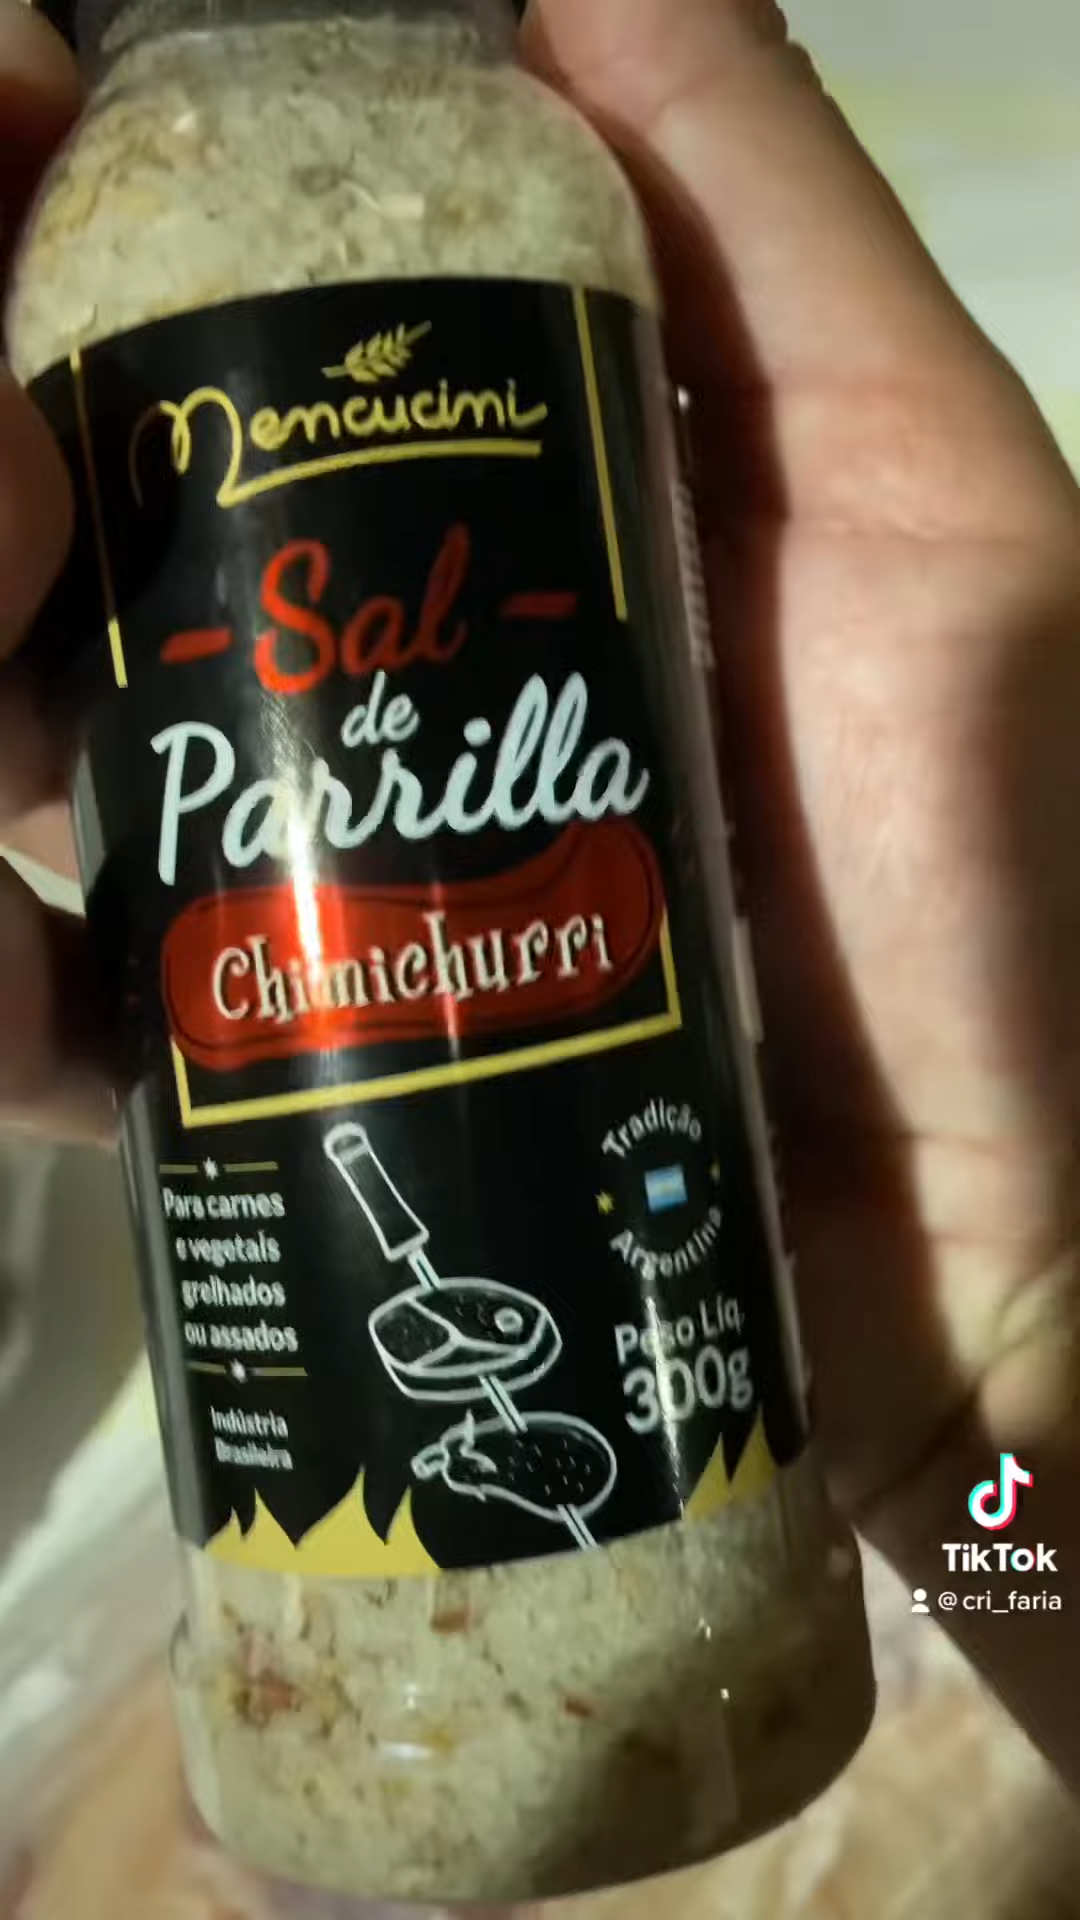 Nencucini
- Sal -
de
Parrilla
Chimichurri
Para carnes
e vegetais
grelhados
ou assados
Indústria
Brasileira
Tradição
Argentina
Peso Líq.
300g
TikTok
@cri_faria